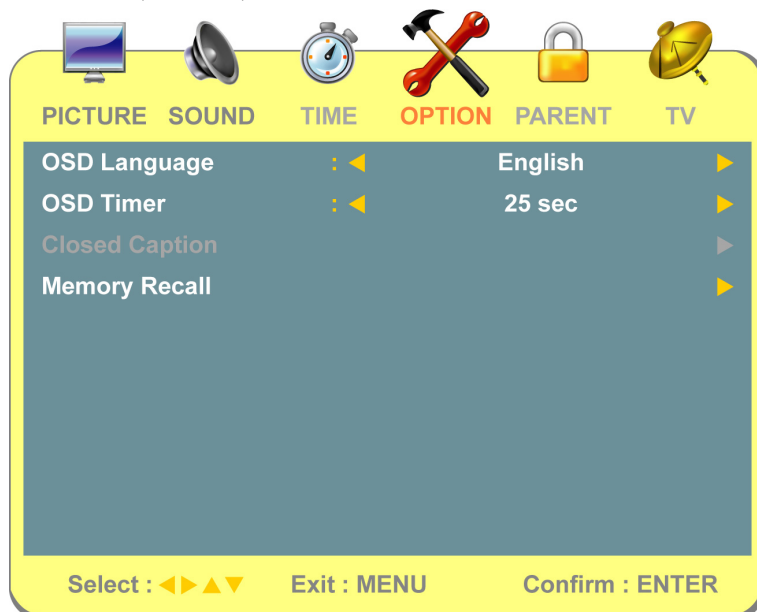 PICTURE SOUND TIME OPTION PARENT TV
OSD Language : English
OSD Timer : 25 sec
Closed Caption
Memory Recall
Select : Exit : MENU Confirm : ENTER